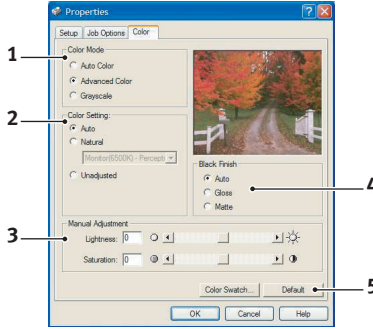 Properties
Setup Job Options Color
1
Color Mode
Auto Color
Advanced Color
Grayscale
2
Color Setting:
Auto
Natural
Monitor(6500K) - Percepti
Unadjusted
Black Finish
Auto
Gloss
Matte
4
3
Manual Adjustment
Lightness: 0
Saturation: 0
Color Swatch... Default
5
OK Cancel Help